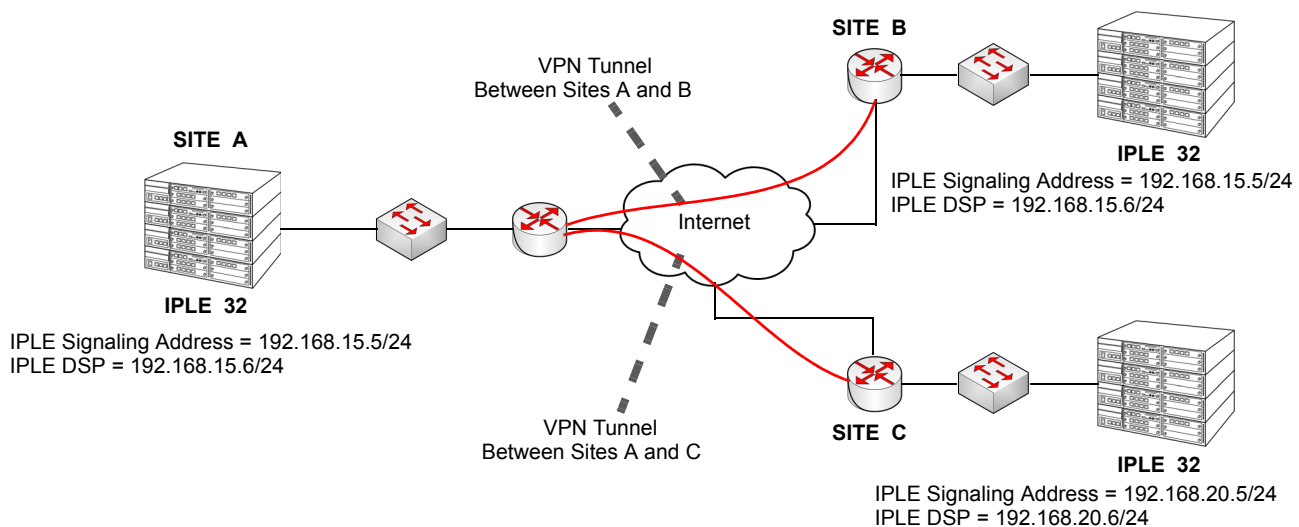 SITE B
VPN Tunnel
Between Sites A and B
SITE A
IPLE 32
IPLE Signaling Address = 192.168.15.5/24
IPLE DSP = 192.168.15.6/24
Internet
IPLE 32
IPLE Signaling Address = 192.168.15.5/24
IPLE DSP = 192.168.15.6/24
VPN Tunnel
Between Sites A and C
SITE C
IPLE 32
IPLE Signaling Address = 192.168.20.5/24
IPLE DSP = 192.168.20.6/24